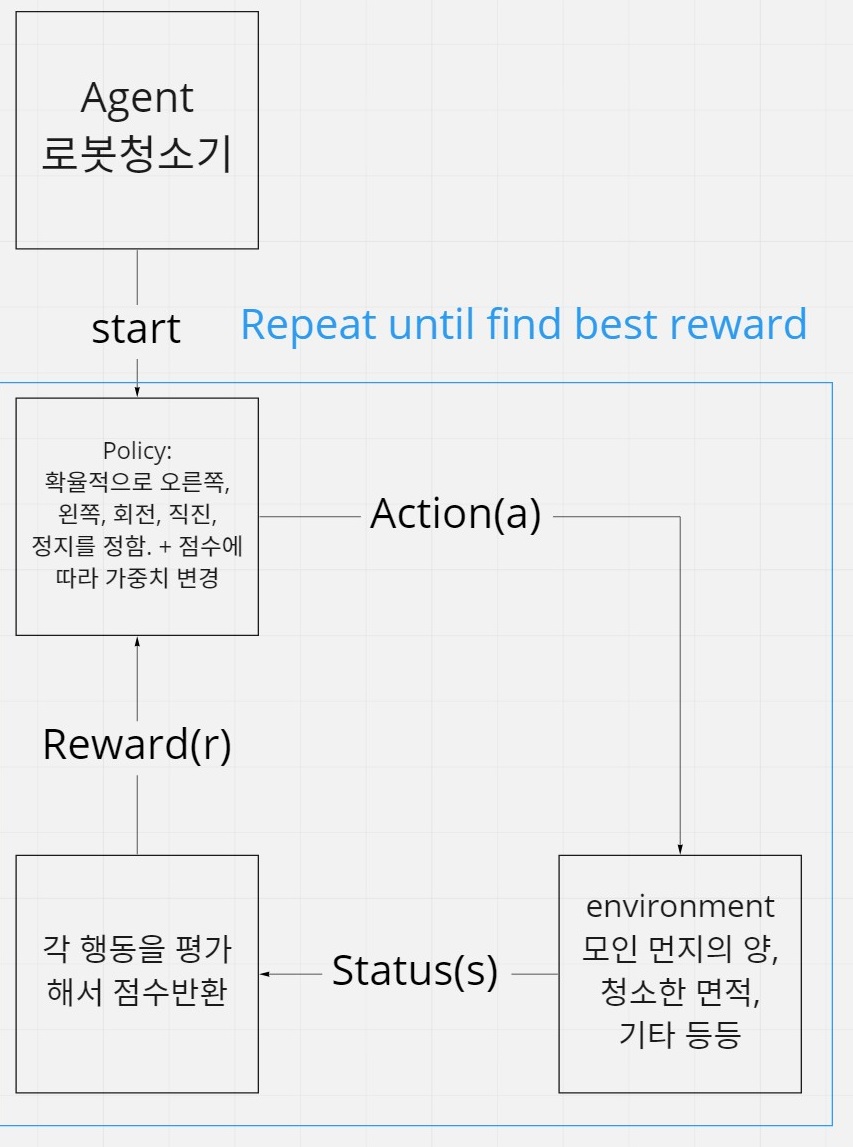 Agent
로봇청소기
start
Repeat until find best reward
Policy:
확율적으로 오른쪽,
왼쪽, 회전, 직진,
정지를 정함. + 점수에
따라 가중치 변경
Action(a)
Reward(r)
각 행동을 평가
해서 점수반환
Status(s)
environment
모인 먼지의 양,
청소한 면적,
기타 등등